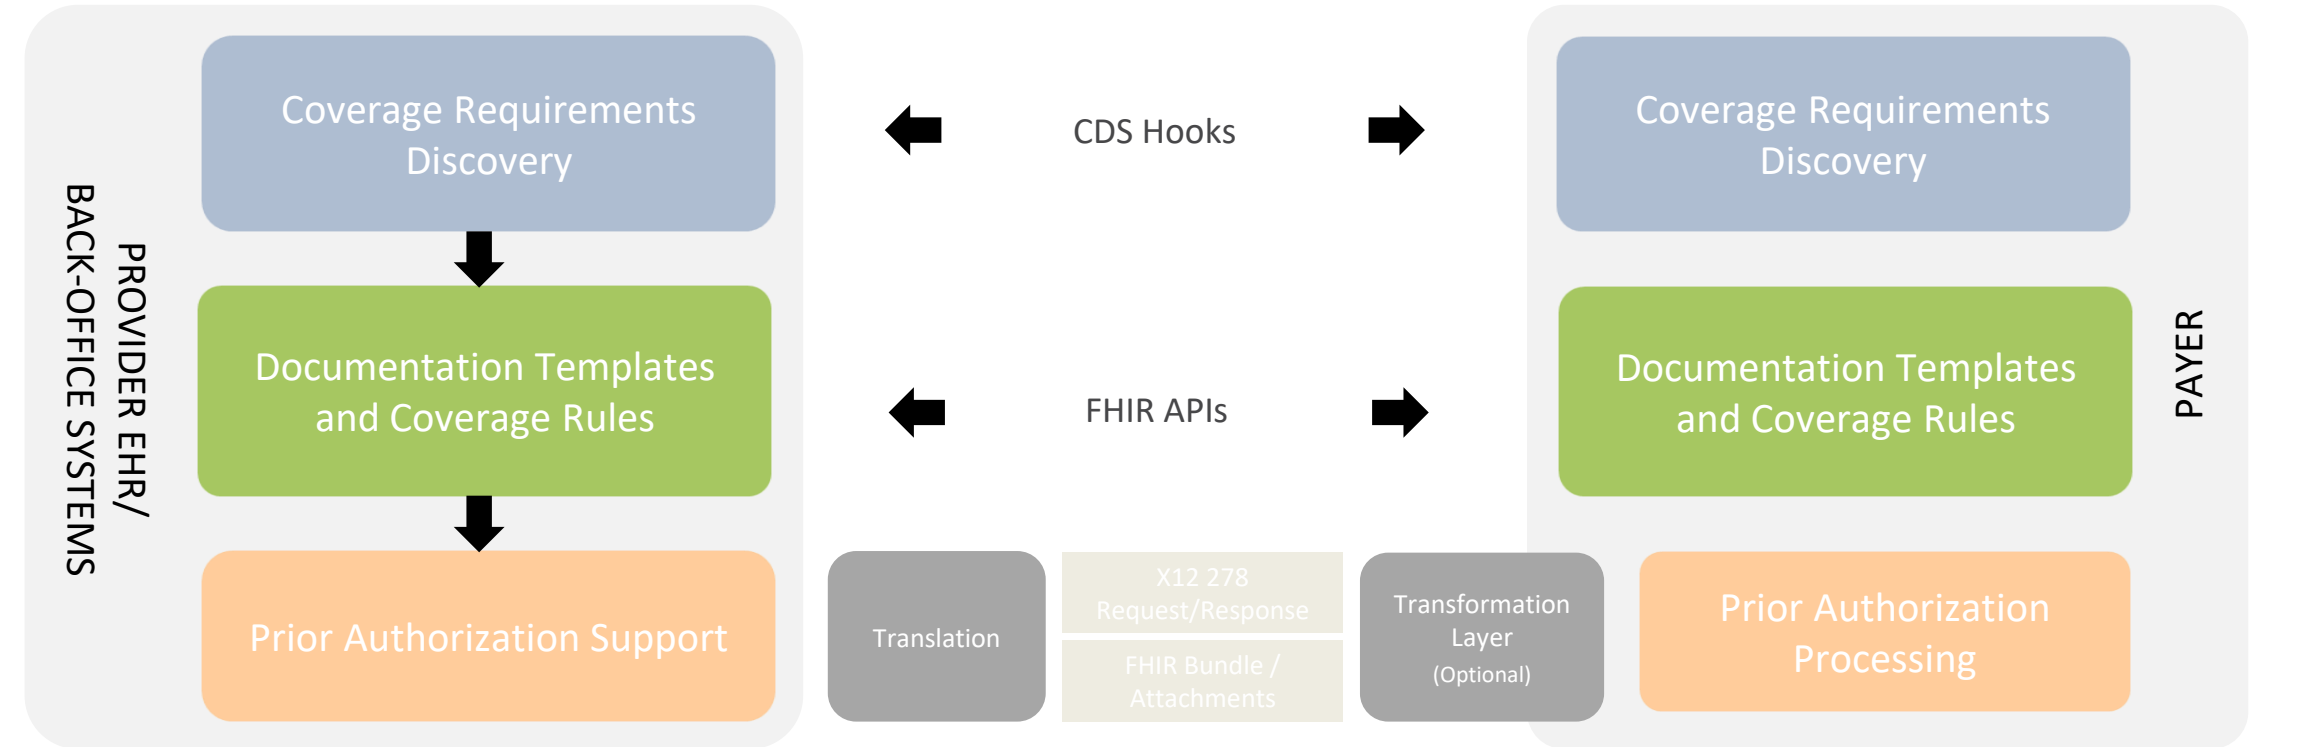 PROVIDER EHR/
BACK-OFFICE SYSTEMS
Coverage Requirements
Discovery
CDS Hooks
Coverage Requirements
Discovery
Documentation Templates
and Coverage Rules
FHIR APIs
Documentation Templates
and Coverage Rules
PAYER
Prior Authorization Support
Translation
X12 278
Request/Response
FHIR Bundle /
Attachments
Transformation
Layer
(Optional)
Prior Authorization
Processing